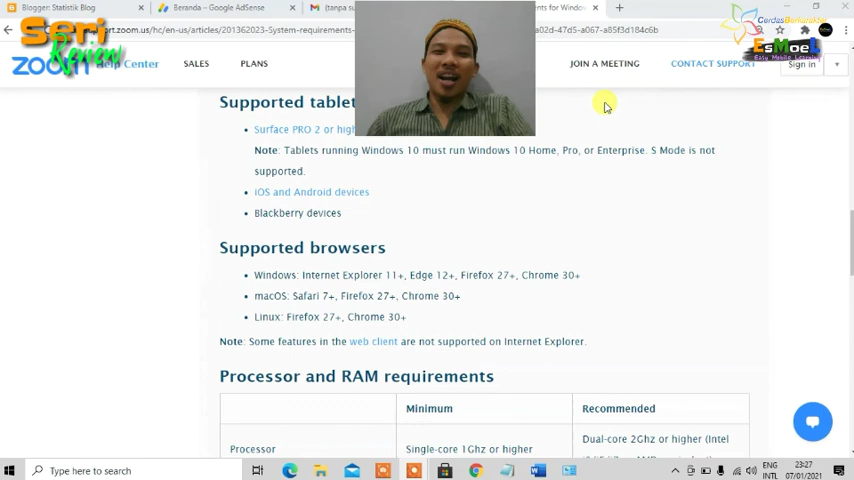 Blogger: Statistik Blog
Beranda – Google AdSense
(tanpa su
ents for Window
port.zoom.us/hc/en-us/articles/201362023-System-requirements-
a02d-47d5-a067-a85f3d184c6b
Seri
Review
CerdasBerkarakter
EsMoeL
Easy Mobile Learning
zoom
Help Center
SALES
PLANS
JOIN A MEETING
CONTACT SUPPORT
Sign in
Supported tablet
Surface PRO 2 or high
Note: Tablets running Windows 10 must run Windows 10 Home, Pro, or Enterprise. S Mode is not
supported.
iOS and Android devices
Blackberry devices
Supported browsers
Windows: Internet Explorer 11+, Edge 12+, Firefox 27+, Chrome 30+
macOS: Safari 7+, Firefox 27+, Chrome 30+
Linux: Firefox 27+, Chrome 30+
Note: Some features in the web client are not supported on Internet Explorer.
Processor and RAM requirements
Minimum
Recommended
Processor
Single-core 1Ghz or higher
Dual-core 2Ghz or higher (Intel
Type here to search
ENG
INTL
23:27
07/01/2021